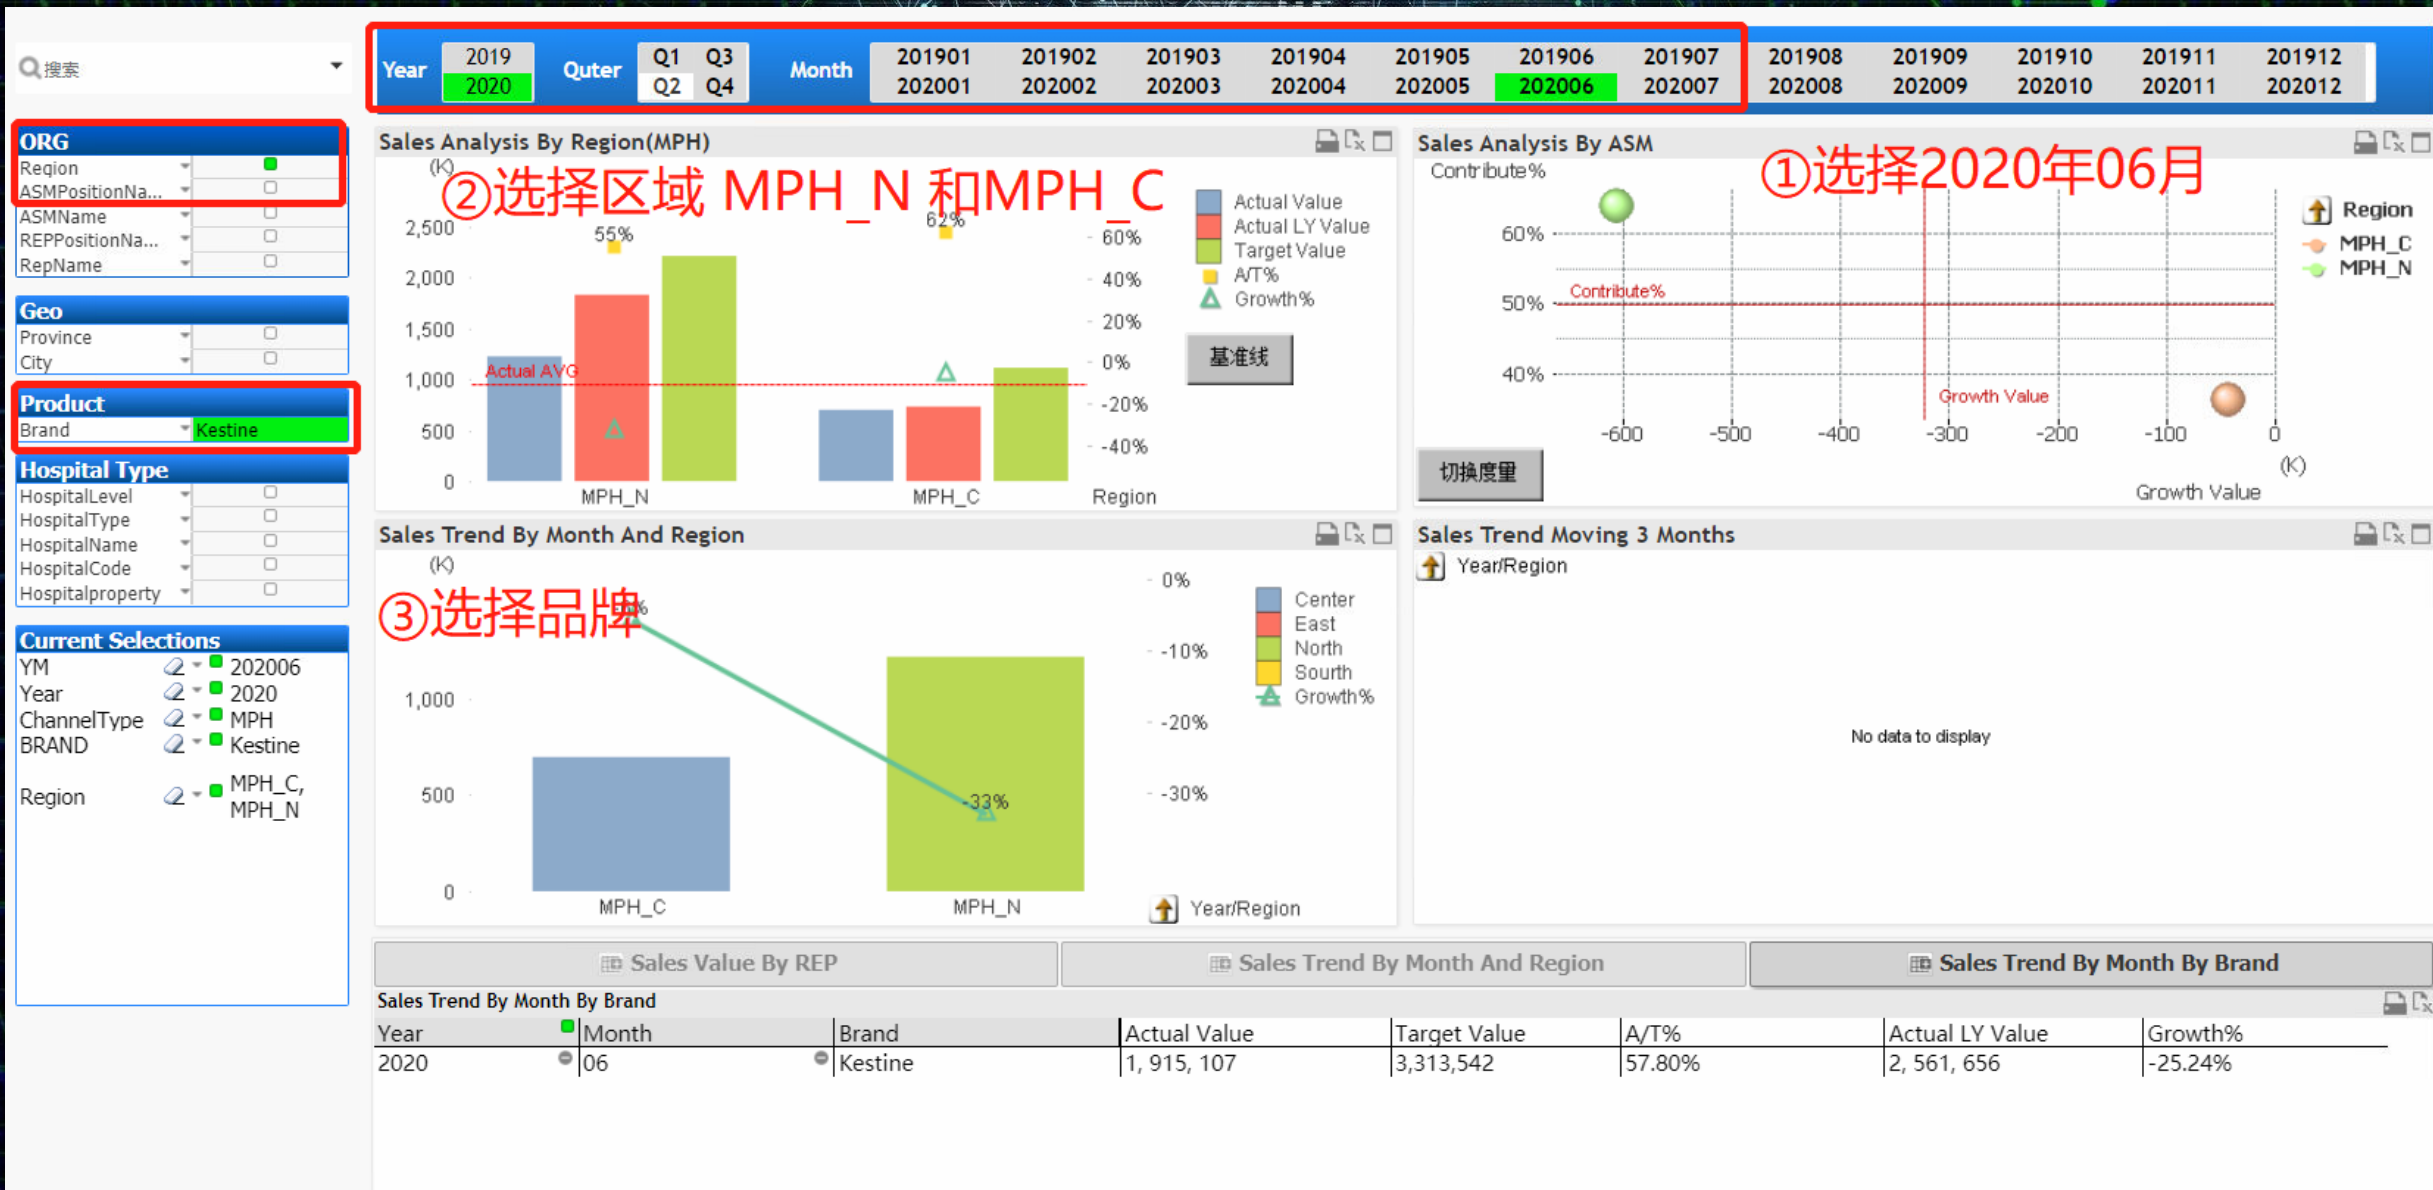 搜索
Year
2019
2020
Quter
Q1 Q3
Q2 Q4
Month
201901 201902 201903 201904 201905 201906 201907 201908 201909 201910 201911 201912
202001 202002 202003 202004 202005 202006 202007 202008 202009 202010 202011 202012
ORG
Region
ASMPositionNa...
ASMName
REPPositionNa...
RepName
Geo
Province
City
Product
Brand Kestine
Hospital Type
HospitalLevel
HospitalType
HospitalName
HospitalCode
Hospitalproperty
Current Selections
YM 202006
Year 2020
ChannelType MPH
BRAND Kestine
Region MPH_C,
MPH_N
Sales Analysis By Region(MPH)
(K)
②选择区域 MPH_N 和MPH_C
2,500
2,000
1,500
1,000
500
0
55%
62%
Actual AVG
60%
40%
20%
0%
-20%
-40%
MPH_N MPH_C Region
Actual Value
Actual LY Value
Target Value
A/T%
Growth%
基准线
Sales Analysis By ASM
Contribute%
①选择2020年06月
60%
50%
40%
Contribute%
Growth Value
-600 -500 -400 -300 -200 -100 0
(K)
Growth Value
Region
MPH_C
MPH_N
切换度量
Sales Trend By Month And Region
(K)
③选择品牌
1,000
500
0
-33%
0%
-10%
-20%
-30%
MPH_C MPH_N
Center
East
North
Sourth
Growth%
Year/Region
Sales Trend Moving 3 Months
Year/Region
No data to display
Sales Value By REP
Sales Trend By Month And Region
Sales Trend By Month By Brand
Sales Trend By Month By Brand
Year Month Brand Actual Value Target Value A/T% Actual LY Value Growth%
2020 06 Kestine 1, 915, 107 3,313,542 57.80% 2, 561, 656 -25.24%